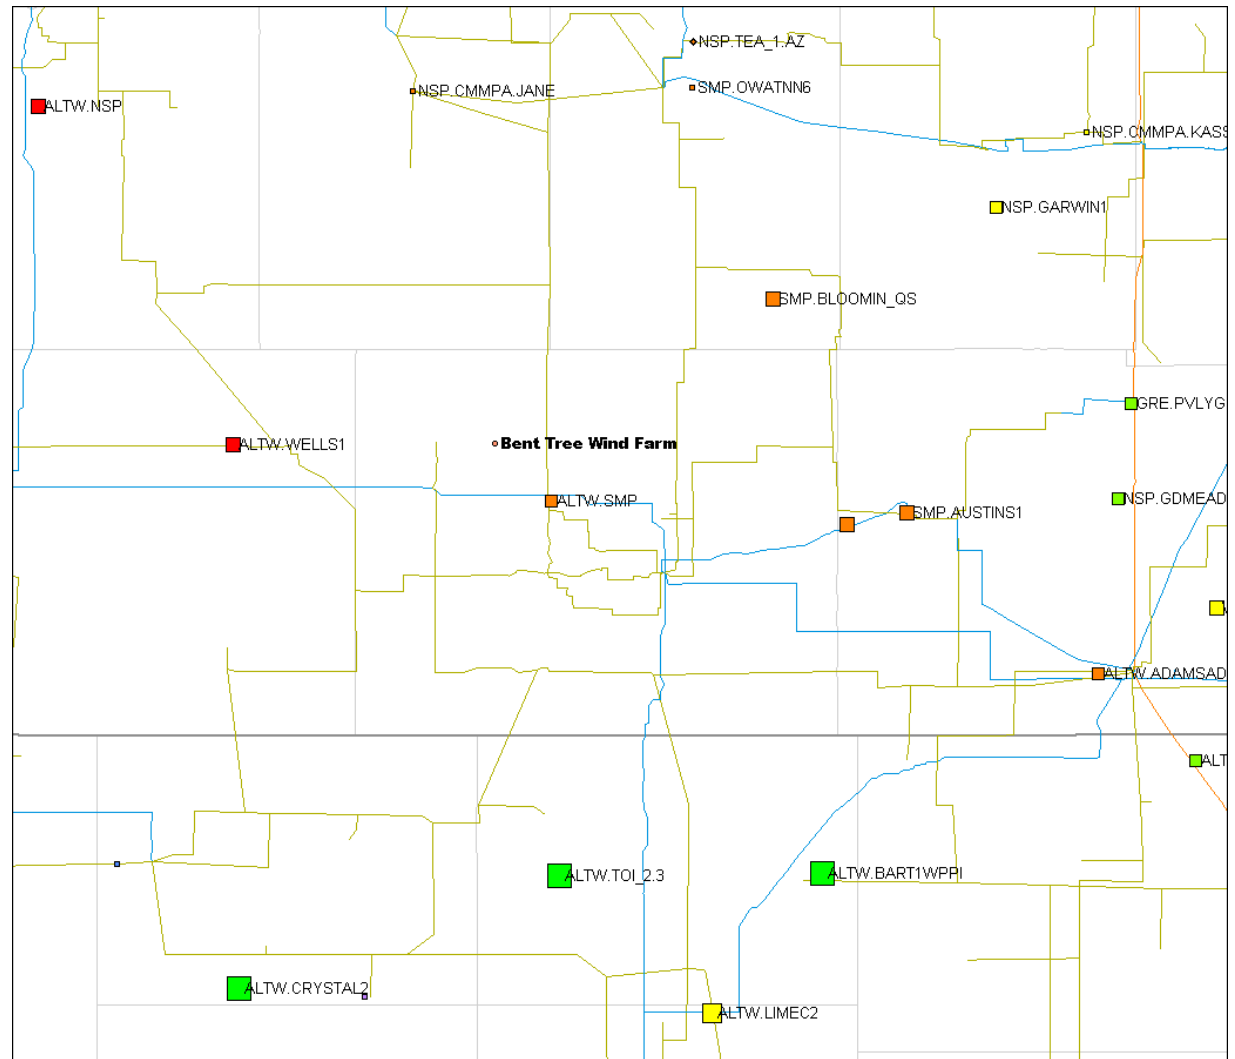 NSP.TEA_1.AZ
NSP.CMMPA.JANE
SMP.OWATNN6
ALTW.NSP
NSP.CMMPA.KASS
NSP.GARWIN1
SMP.BLOOMIN_QS
GRE.PVLYG
ALTW.WELLS1
Bent Tree Wind Farm
ALTW.SMP
NSP.GDMEAD
SMP.AUSTINS1
ALTW.ADAMSAD
ALT
ALTW.TOI_2.3
ALTW.BART1WPPI
ALTW.CRYSTAL2
ALTW.LIMEC2